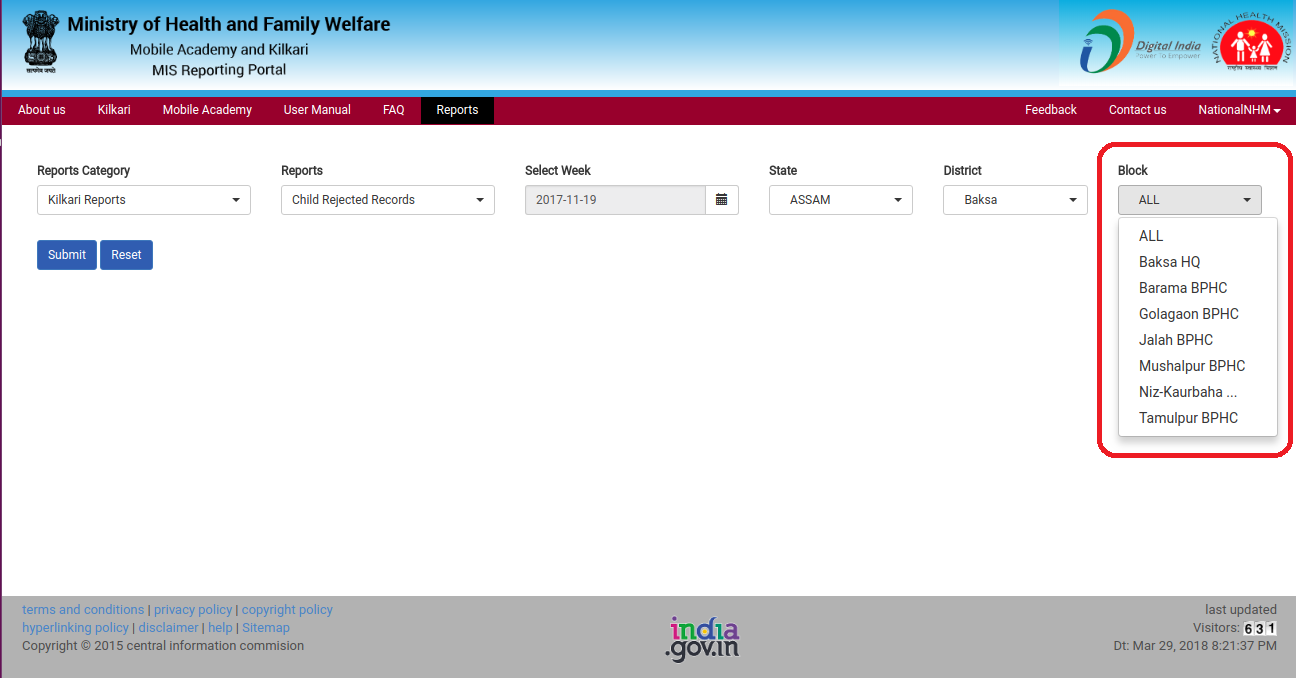 Ministry of Health and Family Welfare
Mobile Academy and Kilkari
MIS Reporting Portal
सत्यमेव जयते
Digital India
Power To Empower
NATIONAL HEALTH MISSION
राष्ट्रीय स्वास्थ्य मिशन
About us Kilkari Mobile Academy User Manual FAQ Reports Feedback Contact us NationalNHM
Reports Category Reports Select Week State District Block
Kilkari Reports Child Rejected Records 2017-11-19 ASSAM Baksa ALL
Submit Reset
ALL
Baksa HQ
Barama BPHC
Golagaon BPHC
Jalah BPHC
Mushalpur BPHC
Niz-Kaurbaha ...
Tamulpur BPHC
terms and conditions | privacy policy | copyright policy
hyperlinking policy | disclaimer | help | Sitemap
Copyright © 2015 central information commision
india
.gov.in
last updated
Visitors: 631
Dt: Mar 29, 2018 8:21:37 PM